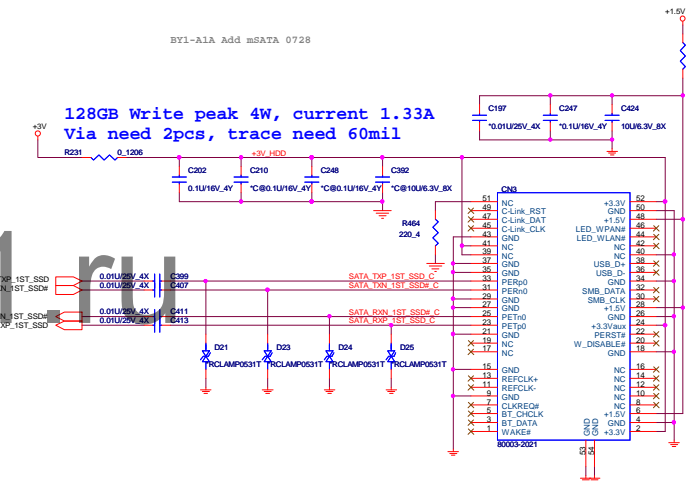 BY1-A1A Add mSATA 0728
+1.5V
128GB Write peak 4W, current 1.33A
Via need 2pcs, trace need 60mil
+3V
R231 0_1206
+3V_HDD
C202
0.1U/16V_4Y
C210
*C@0.1U/16V_4Y
C248
*C@0.1U/16V_4Y
C392
*C@10U/6.3V_8X
C197
*0.01U/25V_4X
C247
*0.1U/16V_4Y
C424
10U/6.3V_8X
R464
220_4
CN3
51 NC +3.3V 52
49 C-Link_RST GND 50
47 C-Link_DAT +1.5V 48
45 C-Link_CLK LED_WPAN# 46
43 GND LED_WLAN# 44
41 NC NC 42
39 NC NC 40
37 GND USB_D+ 38
35 GND USB_D- 36
33 PERp0 GND 34
31 PERn0 SMB_DATA 32
29 GND SMB_CLK 30
27 GND +1.5V 28
25 PETn0 GND 26
23 PETp0 +3.3Vaux 24
21 GND PERST# 22
19 NC W_DISABLE# 20
17 NC GND 18
15 GND NC 16
13 REFCLK+ NC 14
11 REFCLK- NC 12
9 GND NC 10
7 CLKREQ# NC 8
5 BT_CHCLK +1.5V 6
3 BT_DATA GND 4
1 WAKE# +3.3V 2
GND GND
53 54
80003-2021
TXP_1ST_SSD 0.01U/25V_4X C399 SATA_TXP_1ST_SSD_C
N_1ST_SSD# 0.01U/25V_4X C407 SATA_TXN_1ST_SSD#_C
N_1ST_SSD# 0.01U/25V_4X C411 SATA_RXN_1ST_SSD#_C
XP_1ST_SSD 0.01U/25V_4X C413 SATA_RXP_1ST_SSD_C
D21
*RCLAMP0531T
D23
*RCLAMP0531T
D24
*RCLAMP0531T
D25
*RCLAMP0531T
1.ru